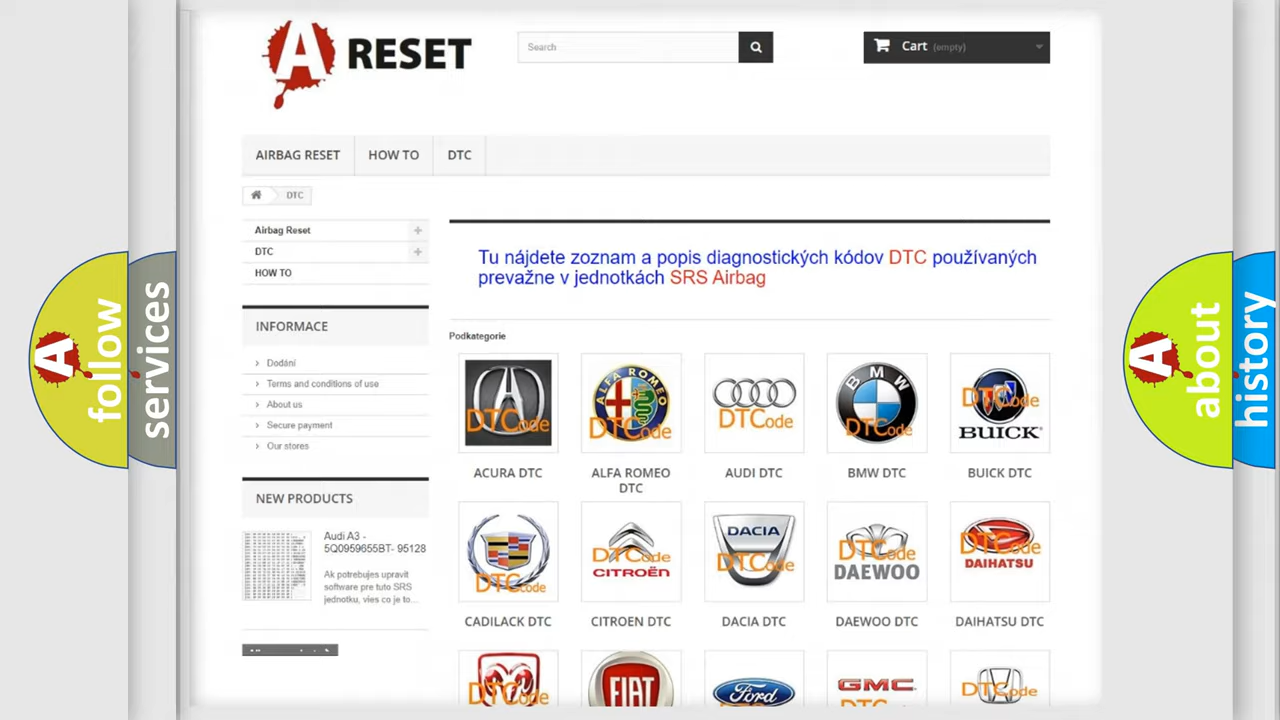 A RESET
Search
Cart (empty)
AIRBAG RESET
HOW TO
DTC
DTC
Airbag Reset
DTC
HOW TO
INFORMACE
Dodání
Terms and conditions of use
About us
Secure payment
Our stores
NEW PRODUCTS
Audi A3 -
5Q0959655BT- 95128
Ak potrebujes upravit
software pre tuto SRS
jednotku, vies co je to...
Tu nájdete zoznam a popis diagnostických kódov DTC používaných
prevažne v jednotkách SRS Airbag
Podkategorie
DTCode
ALFA ROMEO
DTCode
DTCode
BMW
DTCode
DTCode
BUICK
ACURA DTC
ALFA ROMEO
DTC
AUDI DTC
BMW DTC
BUICK DTC
DTCode
DTCode
CITROËN
DACIA
DTCode
DTCode
DAEWOO
DTCode
DAIHATSU
CADILACK DTC
CITROEN DTC
DACIA DTC
DAEWOO DTC
DAIHATSU DTC
DTCode
FIAT
Ford
GMC
DTCode
A follow
services
A about
history